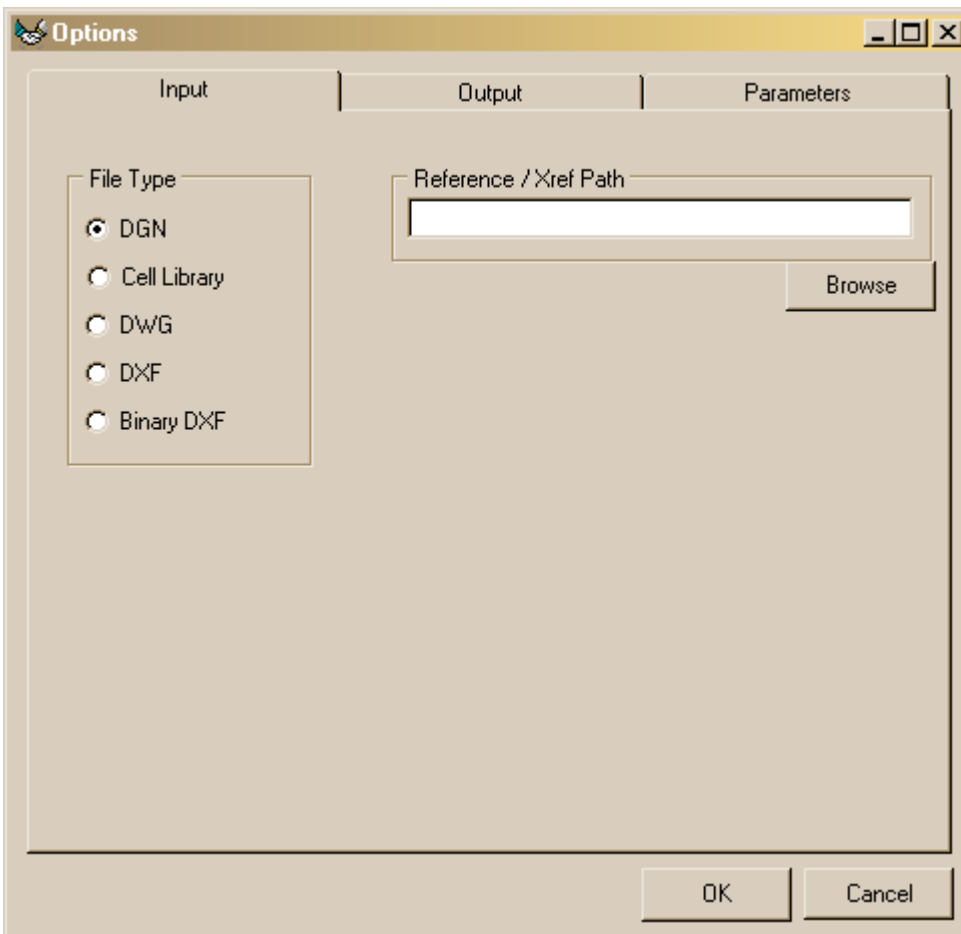 Options
Input Output Parameters
File Type
DGN
Cell Library
DWG
DXF
Binary DXF
Reference / Xref Path
Browse
OK Cancel